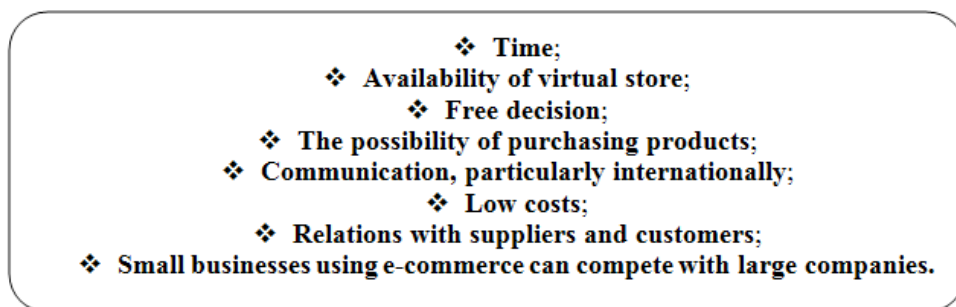 ❖ Time;
❖ Availability of virtual store;
❖ Free decision;
❖ The possibility of purchasing products;
❖ Communication, particularly internationally;
❖ Low costs;
❖ Relations with suppliers and customers;
❖ Small businesses using e-commerce can compete with large companies.